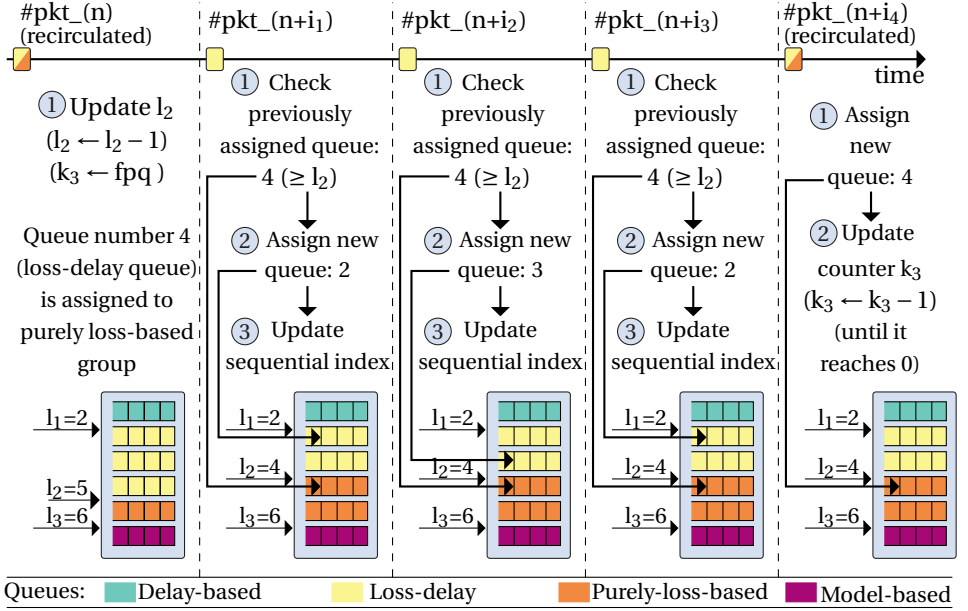 #pkt_(n)
(recirculated)
1 Update l2
(l2 ← l2 − 1)
(k3 ← fpq )
Queue number 4
(loss-delay queue)
is assigned to
purely loss-based
group
l1=2
l2=5
l3=6
#pkt_(n+i1)
1 Check
previously
assigned queue:
4 (≥ l2)
2 Assign new
queue: 2
3 Update
sequential index
l1=2
l2=4
l3=6
#pkt_(n+i2)
1 Check
previously
assigned queue:
4 (≥ l2)
2 Assign new
queue: 3
3 Update
sequential index
l1=2
l2=4
l3=6
#pkt_(n+i3)
1 Check
previously
assigned queue:
4 (≥ l2)
2 Assign new
queue: 2
3 Update
sequential index
l1=2
l2=4
l3=6
#pkt_(n+i4)
(recirculated)
time
1 Assign
new
queue: 4
2 Update
counter k3
(k3 ← k3 − 1)
(until it
reaches 0)
l1=2
l2=4
l3=6
Queues: Delay-based Loss-delay Purely-loss-based Model-based